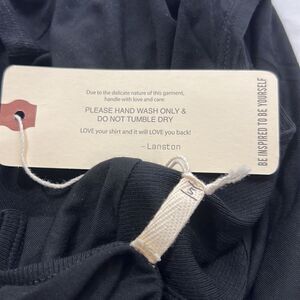 Due to the delicate nature of this garment,
handle with love and care:
PLEASE HAND WASH ONLY &
DO NOT TUMBLE DRY
LOVE your shirt and it will LOVE you back!
–Lanston
BE INSPIRED TO BE YOURSELF
S